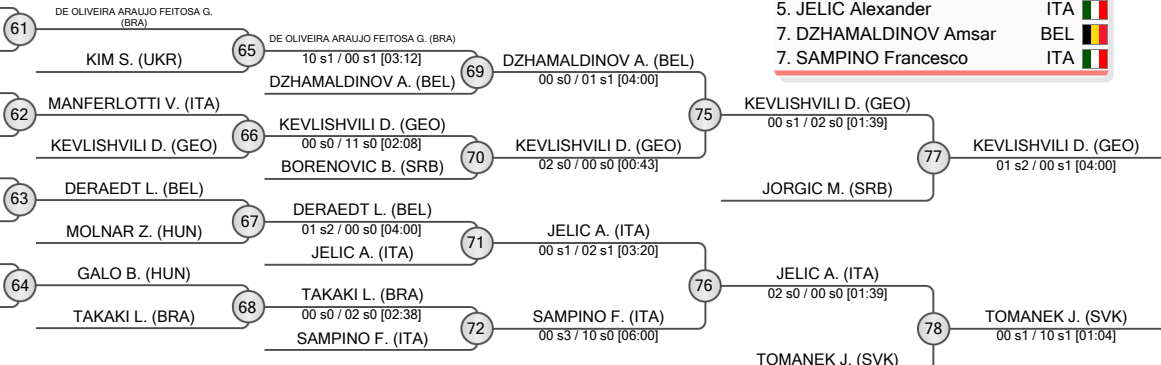 5. JELIC Alexander ITA
7. DZHAMALDINOV Amsar BEL
7. SAMPINO Francesco ITA
61
DE OLIVEIRA ARAUJO FEITOSA G.
(BRA)
KIM S. (UKR)
62
MANFERLOTTI V. (ITA)
KEVLISHVILI D. (GEO)
63
DERAEDT L. (BEL)
MOLNAR Z. (HUN)
64
GALO B. (HUN)
TAKAKI L. (BRA)
65
DE OLIVEIRA ARAUJO FEITOSA G. (BRA)
10 s1 / 00 s1 [03:12]
DZHAMALDINOV A. (BEL)
66
KEVLISHVILI D. (GEO)
00 s0 / 11 s0 [02:08]
BORENOVIC B. (SRB)
67
DERAEDT L. (BEL)
01 s2 / 00 s0 [04:00]
JELIC A. (ITA)
68
TAKAKI L. (BRA)
00 s0 / 02 s0 [02:38]
SAMPINO F. (ITA)
69
DZHAMALDINOV A. (BEL)
00 s0 / 01 s1 [04:00]
70
KEVLISHVILI D. (GEO)
02 s0 / 00 s0 [00:43]
71
JELIC A. (ITA)
00 s1 / 02 s1 [03:20]
72
SAMPINO F. (ITA)
00 s3 / 10 s0 [06:00]
75
KEVLISHVILI D. (GEO)
00 s1 / 02 s0 [01:39]
JORGIC M. (SRB)
76
JELIC A. (ITA)
02 s0 / 00 s0 [01:39]
TOMANEK J. (SVK)
77
KEVLISHVILI D. (GEO)
01 s2 / 00 s1 [04:00]
78
TOMANEK J. (SVK)
00 s1 / 10 s1 [01:04]